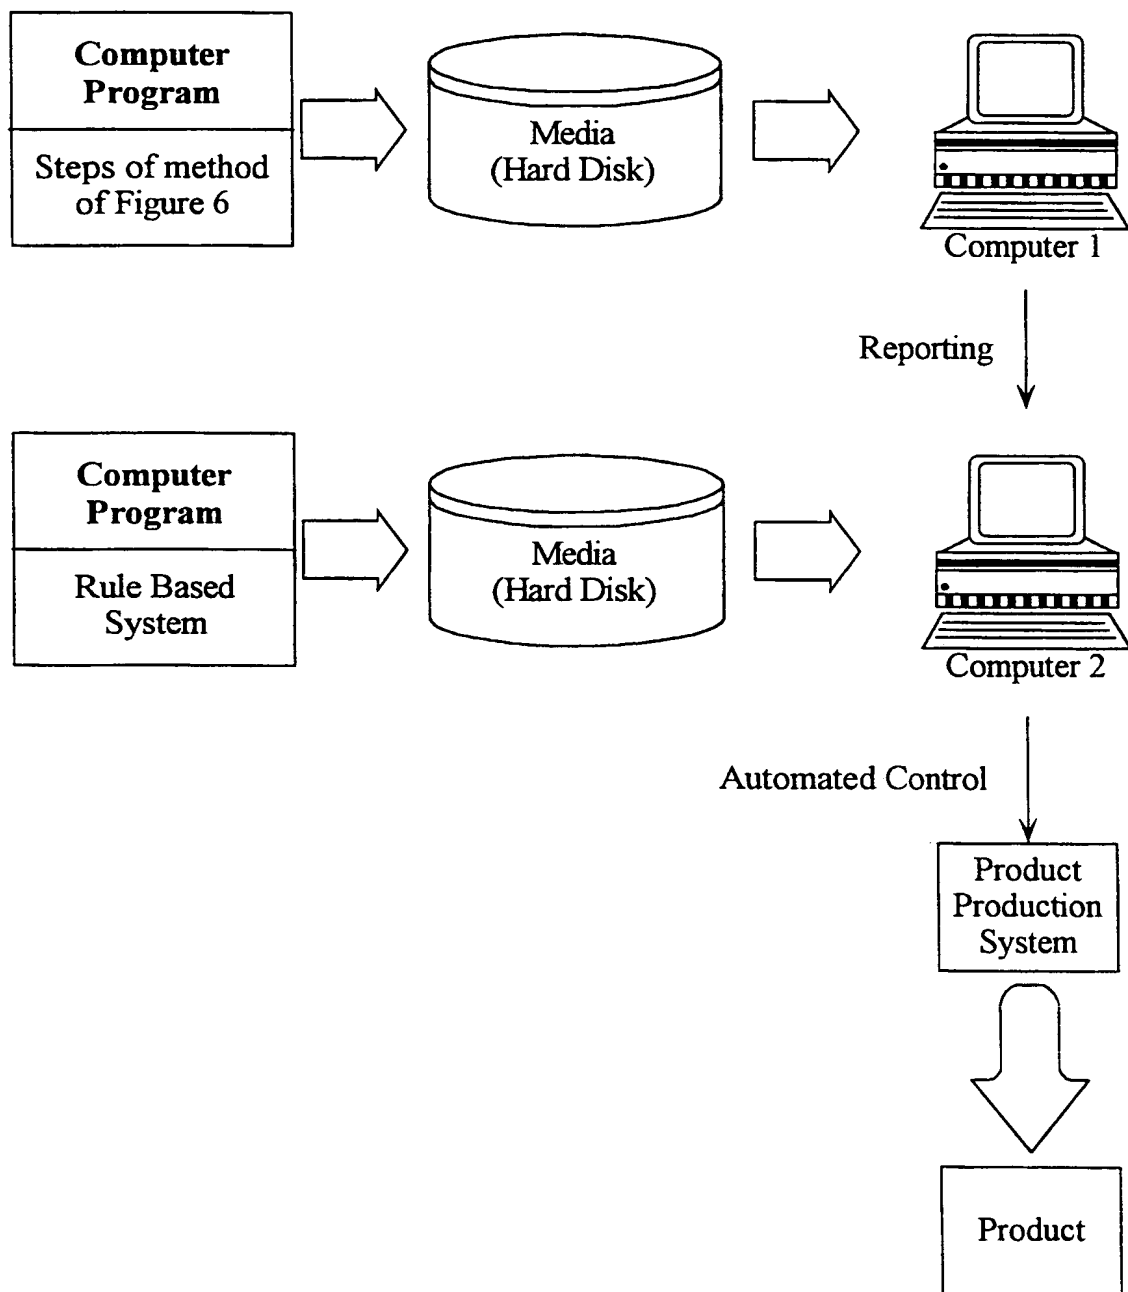 Computer
Program
Steps of method
of Figure 6
Media
(Hard Disk)
Computer 1
Reporting
Computer
Program
Rule Based
System
Media
(Hard Disk)
Computer 2
Automated Control
Product
Production
System
Product